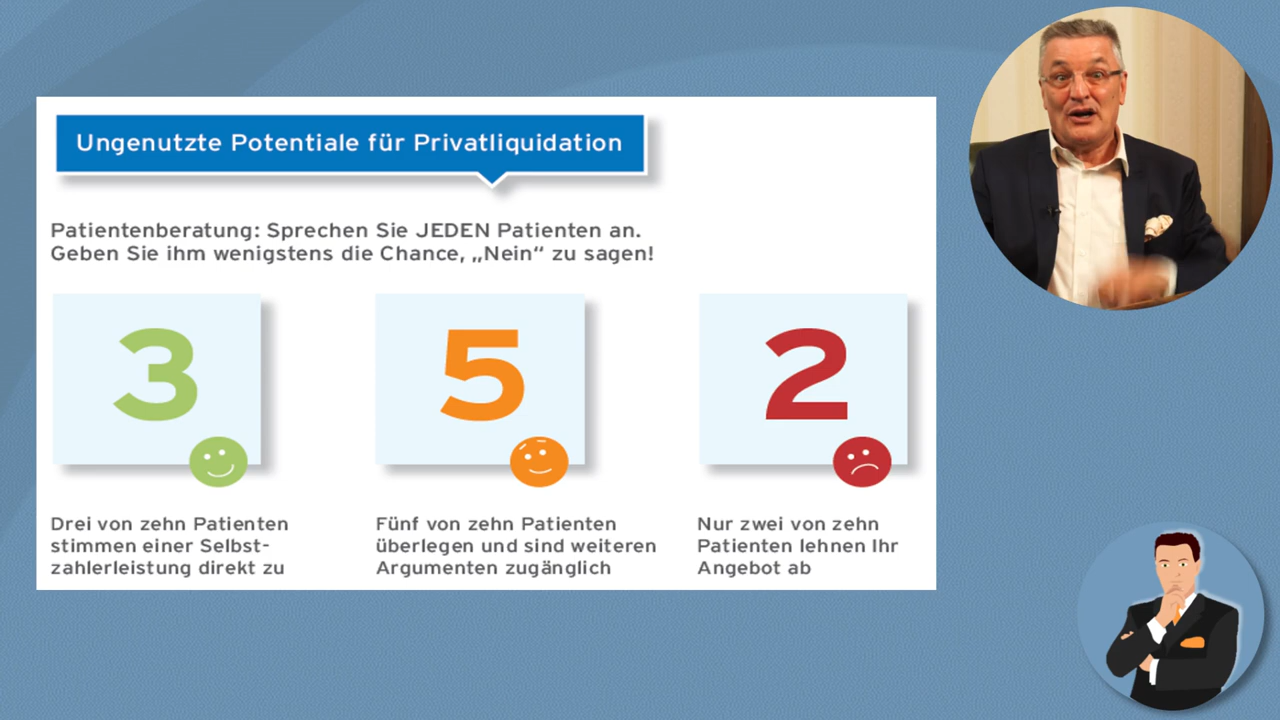 Ungenutzte Potentiale für Privatliquidation
Patientenberatung: Sprechen Sie JEDEN Patienten an.
Geben Sie ihm wenigstens die Chance, „Nein“ zu sagen!
3
5
2
Drei von zehn Patienten
stimmen einer Selbst-
zahlerleistung direkt zu
Fünf von zehn Patienten
überlegen und sind weiteren
Argumenten zugänglich
Nur zwei von zehn
Patienten lehnen Ihr
Angebot ab